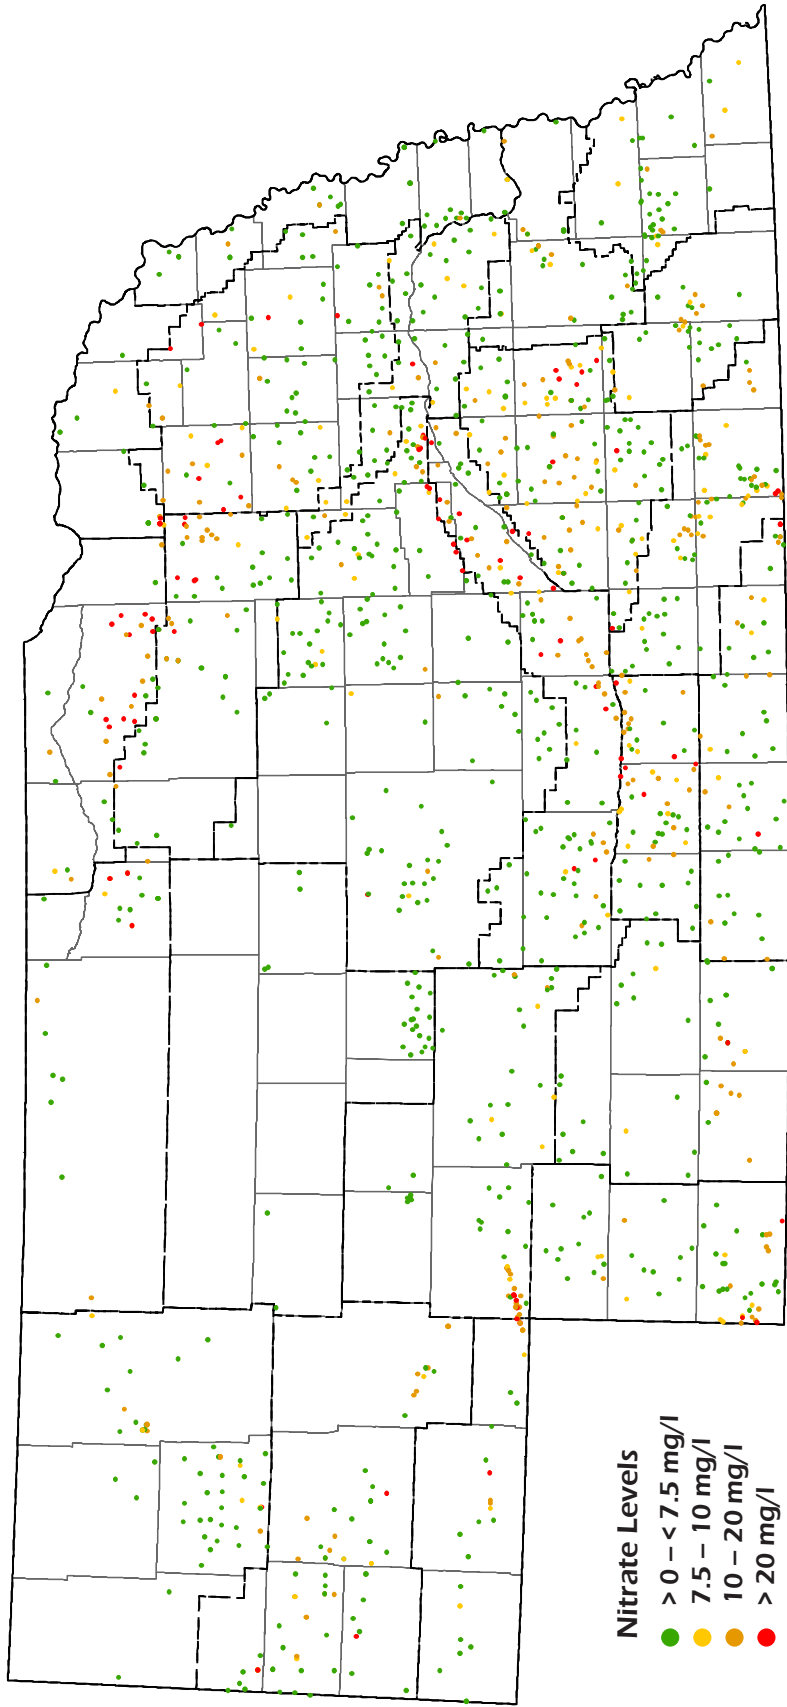 Nitrate Levels
> 0 – < 7.5 mg/l
7.5 – 10 mg/l
10 – 20 mg/l
> 20 mg/l